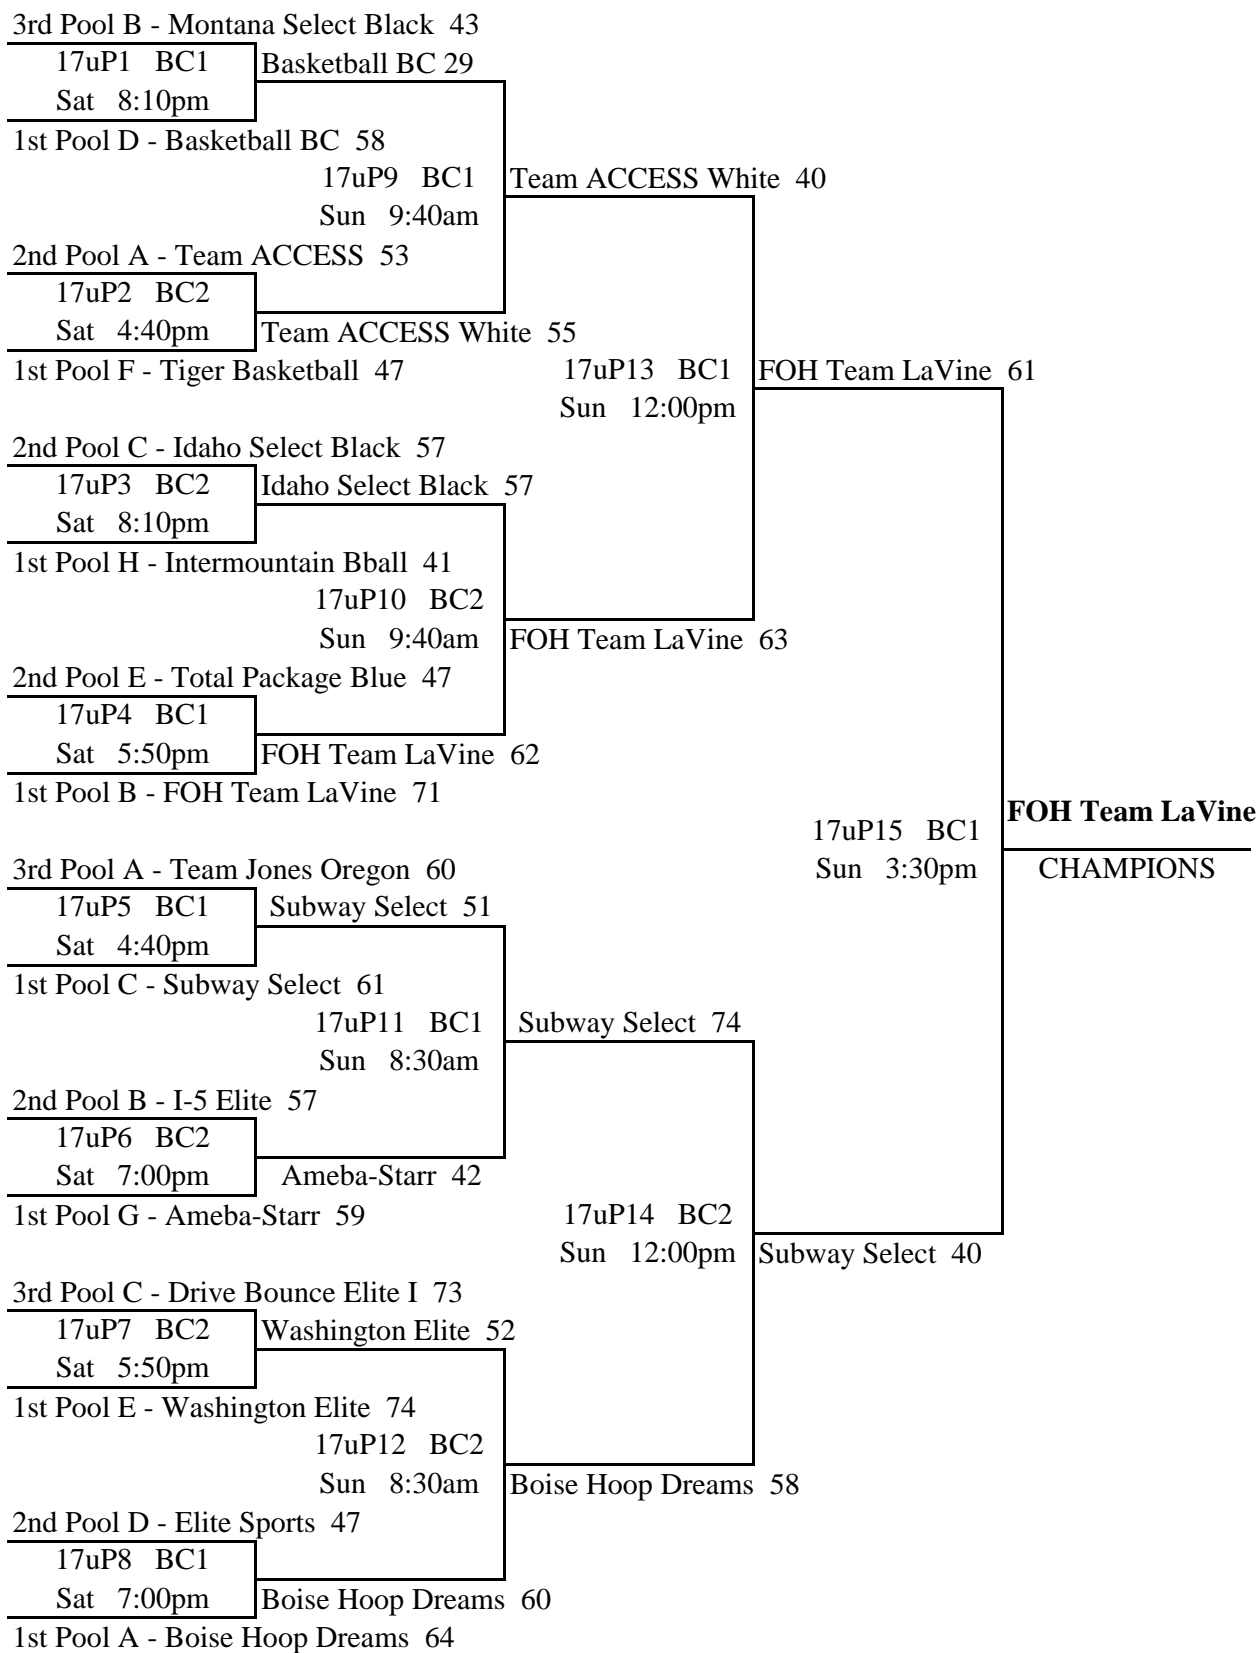 3rd Pool B - Montana Select Black 43
17uP1 BC1
Basketball BC 29
Sat 8:10pm
1st Pool D - Basketball BC 58
17uP9 BC1
Team ACCESS White 40
Sun 9:40am
2nd Pool A - Team ACCESS 53
17uP2 BC2
Sat 4:40pm
Team ACCESS White 55
1st Pool F - Tiger Basketball 47
17uP13 BC1
FOH Team LaVine 61
Sun 12:00pm
2nd Pool C - Idaho Select Black 57
17uP3 BC2
Idaho Select Black 57
Sat 8:10pm
1st Pool H - Intermountain Bball 41
17uP10 BC2
Sun 9:40am
FOH Team LaVine 63
2nd Pool E - Total Package Blue 47
17uP4 BC1
Sat 5:50pm
FOH Team LaVine 62
1st Pool B - FOH Team LaVine 71
FOH Team LaVine
17uP15 BC1
Sun 3:30pm
CHAMPIONS
3rd Pool A - Team Jones Oregon 60
17uP5 BC1
Subway Select 51
Sat 4:40pm
1st Pool C - Subway Select 61
17uP11 BC1
Subway Select 74
Sun 8:30am
2nd Pool B - I-5 Elite 57
17uP6 BC2
Sat 7:00pm
Ameba-Starr 42
1st Pool G - Ameba-Starr 59
17uP14 BC2
Sun 12:00pm
Subway Select 40
3rd Pool C - Drive Bounce Elite I 73
17uP7 BC2
Washington Elite 52
Sat 5:50pm
1st Pool E - Washington Elite 74
17uP12 BC2
Sun 8:30am
Boise Hoop Dreams 58
2nd Pool D - Elite Sports 47
17uP8 BC1
Sat 7:00pm
Boise Hoop Dreams 60
1st Pool A - Boise Hoop Dreams 64